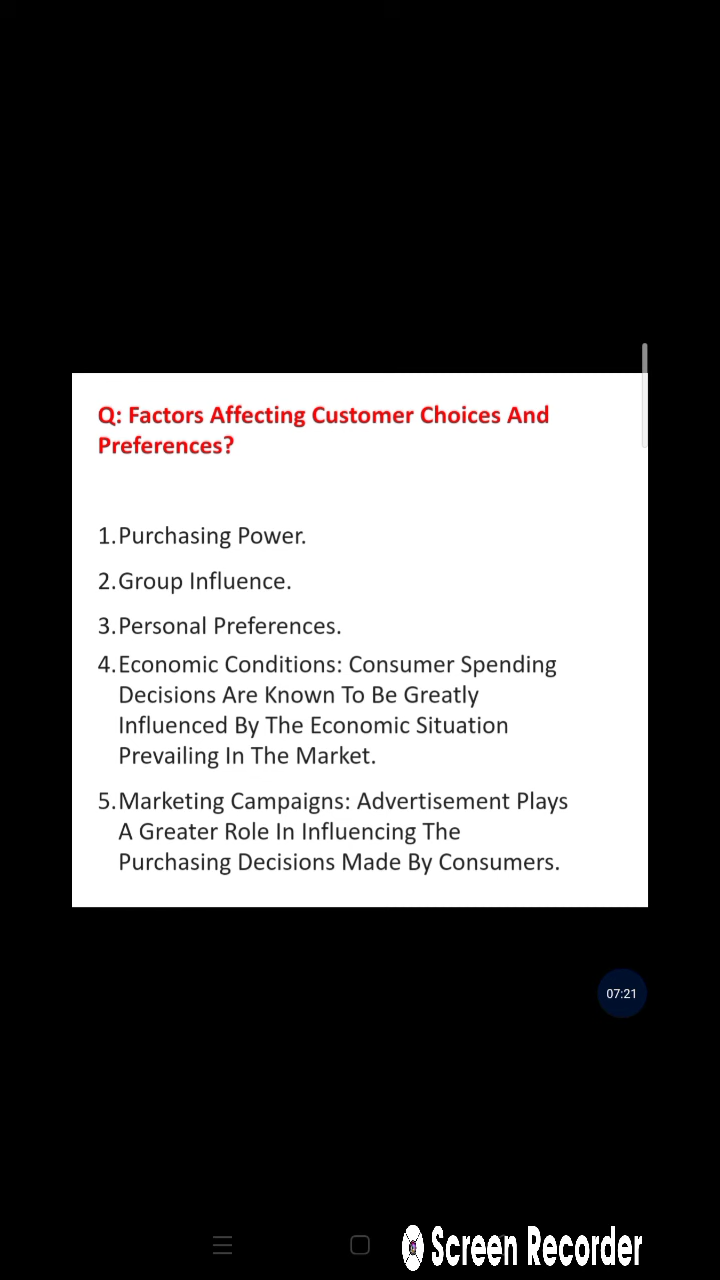 Q: Factors Affecting Customer Choices And
Preferences?
1.Purchasing Power.
2.Group Influence.
3.Personal Preferences.
4.Economic Conditions: Consumer Spending
Decisions Are Known To Be Greatly
Influenced By The Economic Situation
Prevailing In The Market.
5.Marketing Campaigns: Advertisement Plays
A Greater Role In Influencing The
Purchasing Decisions Made By Consumers.
07:21
Screen Recorder